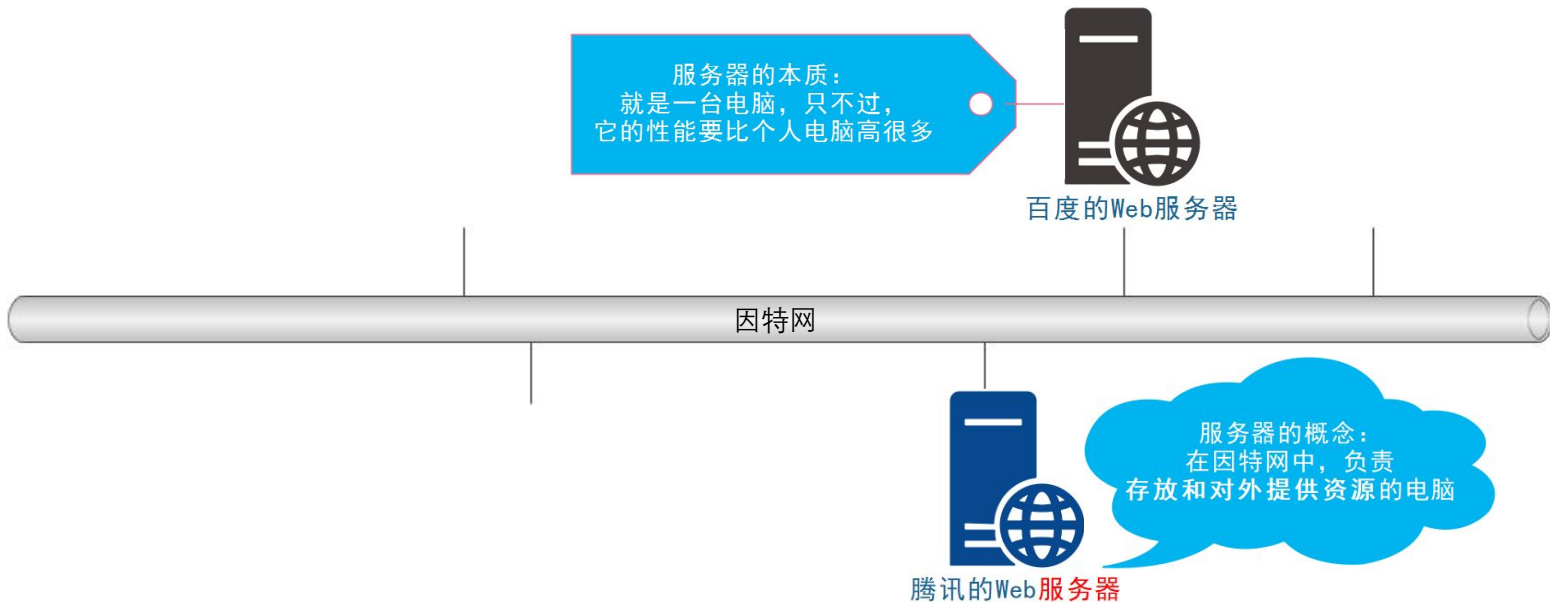 服务器的本质：
就是一台电脑，只不过，
它的性能要比个人电脑高很多
百度的Web服务器
因特网
服务器的概念：
在因特网中，负责
存放和对外提供资源的电脑
腾讯的Web服务器